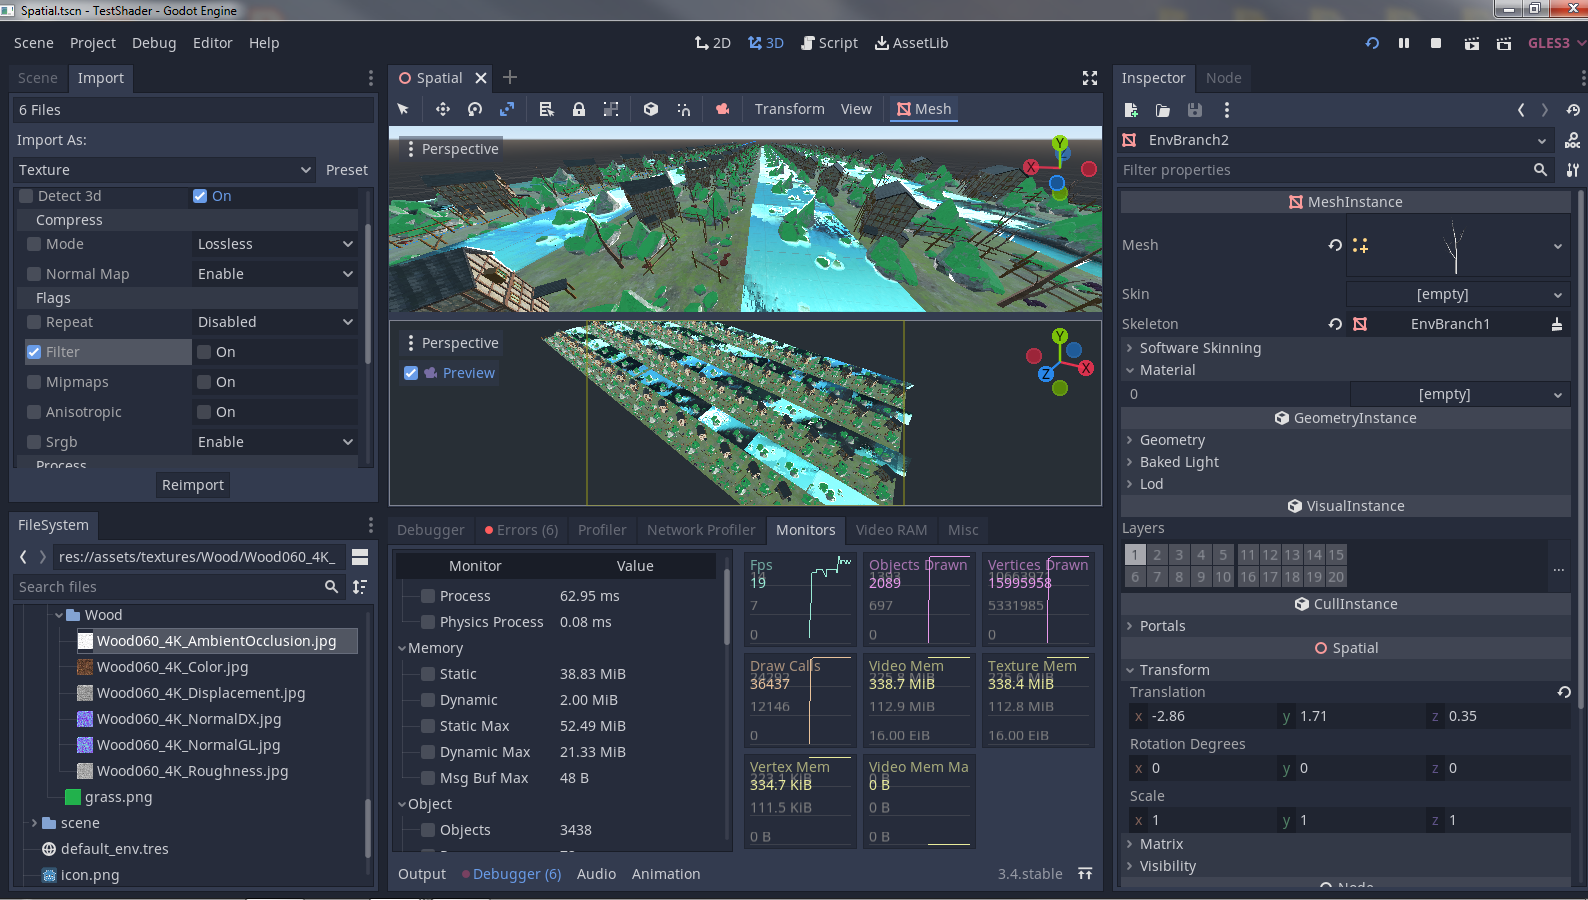 Spatial.tscn - TestShader - Godot Engine
Scene Project Debug Editor Help
2D 3D Script AssetLib
GLES3
Scene Import
6 Files
Import As:
Texture Preset
Detect 3d On
Compress
Mode Lossless
Normal Map Enable
Flags
Repeat Disabled
Filter On
Mipmaps On
Anisotropic On
Srgb Enable
Process
Reimport
FileSystem
res://assets/textures/Wood/Wood060_4K_
Search files
Wood
Wood060_4K_AmbientOcclusion.jpg
Wood060_4K_Color.jpg
Wood060_4K_Displacement.jpg
Wood060_4K_NormalDX.jpg
Wood060_4K_NormalGL.jpg
Wood060_4K_Roughness.jpg
grass.png
scene
default_env.tres
icon.png
Spatial
Transform View Mesh
Perspective
Y
X
Perspective
Preview
Y
X
Z
Debugger Errors (6) Profiler Network Profiler Monitors Video RAM Misc
Monitor Value
Process 62.95 ms
Physics Process 0.08 ms
Memory
Static 38.83 MiB
Dynamic 2.00 MiB
Static Max 52.49 MiB
Dynamic Max 21.33 MiB
Msg Buf Max 48 B
Object
Objects 3438
Fps
19
7
0
Objects Drawn
2089
697
0
Vertices Drawn
15995958
5331985
0
Draw Calls
36437
12146
0
Video Mem
338.7 MiB
112.9 MiB
16.00 EiB
Texture Mem
338.4 MiB
112.8 MiB
16.00 EiB
Vertex Mem
334.7 KiB
111.5 KiB
0 B
Video Mem Ma
0 B
0 B
0 B
Output Debugger (6) Audio Animation
3.4.stable
Inspector Node
EnvBranch2
DOC
Filter properties
MeshInstance
Mesh
Skin [empty]
Skeleton EnvBranch1
Software Skinning
Material
0 [empty]
GeometryInstance
Geometry
Baked Light
Lod
VisualInstance
Layers
1 2 3 4 5 11 12 13 14 15
6 7 8 9 10 16 17 18 19 20
...
CullInstance
Portals
Spatial
Transform
Translation
x -2.86 y 1.71 z 0.35
Rotation Degrees
x 0 y 0 z 0
Scale
x 1 y 1 z 1
Matrix
Visibility
Node